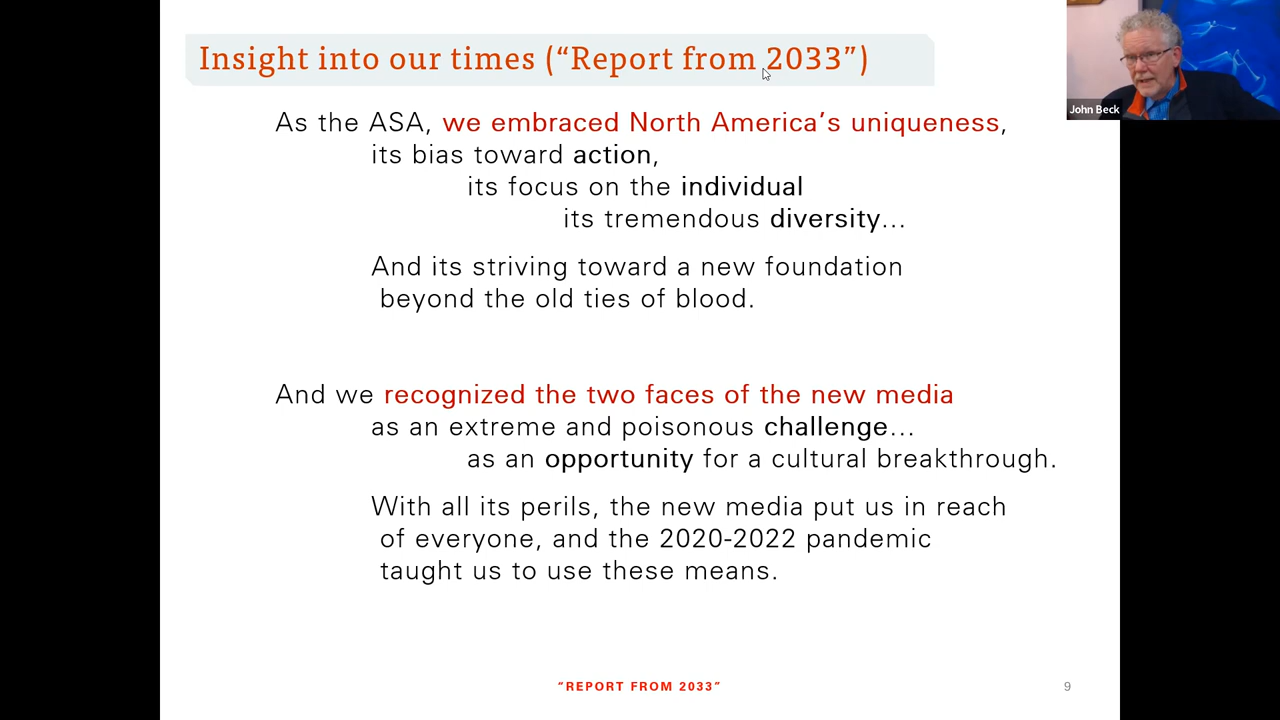 Insight into our times (“Report from 2033”)
John Beck
As the ASA, we embraced North America’s uniqueness,
its bias toward action,
its focus on the individual
its tremendous diversity…
And its striving toward a new foundation
beyond the old ties of blood.
And we recognized the two faces of the new media
as an extreme and poisonous challenge…
as an opportunity for a cultural breakthrough.
With all its perils, the new media put us in reach
of everyone, and the 2020-2022 pandemic
taught us to use these means.
“REPORT FROM 2033”
9